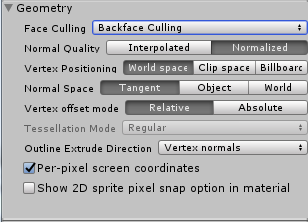 Geometry
Face Culling Backface Culling
Normal Quality Interpolated Normalized
Vertex Positioning World space Clip space Billboard
Normal Space Tangent Object World
Vertex offset mode Relative Absolute
Tessellation Mode Regular
Outline Extrude Direction Vertex normals
Per-pixel screen coordinates
Show 2D sprite pixel snap option in material